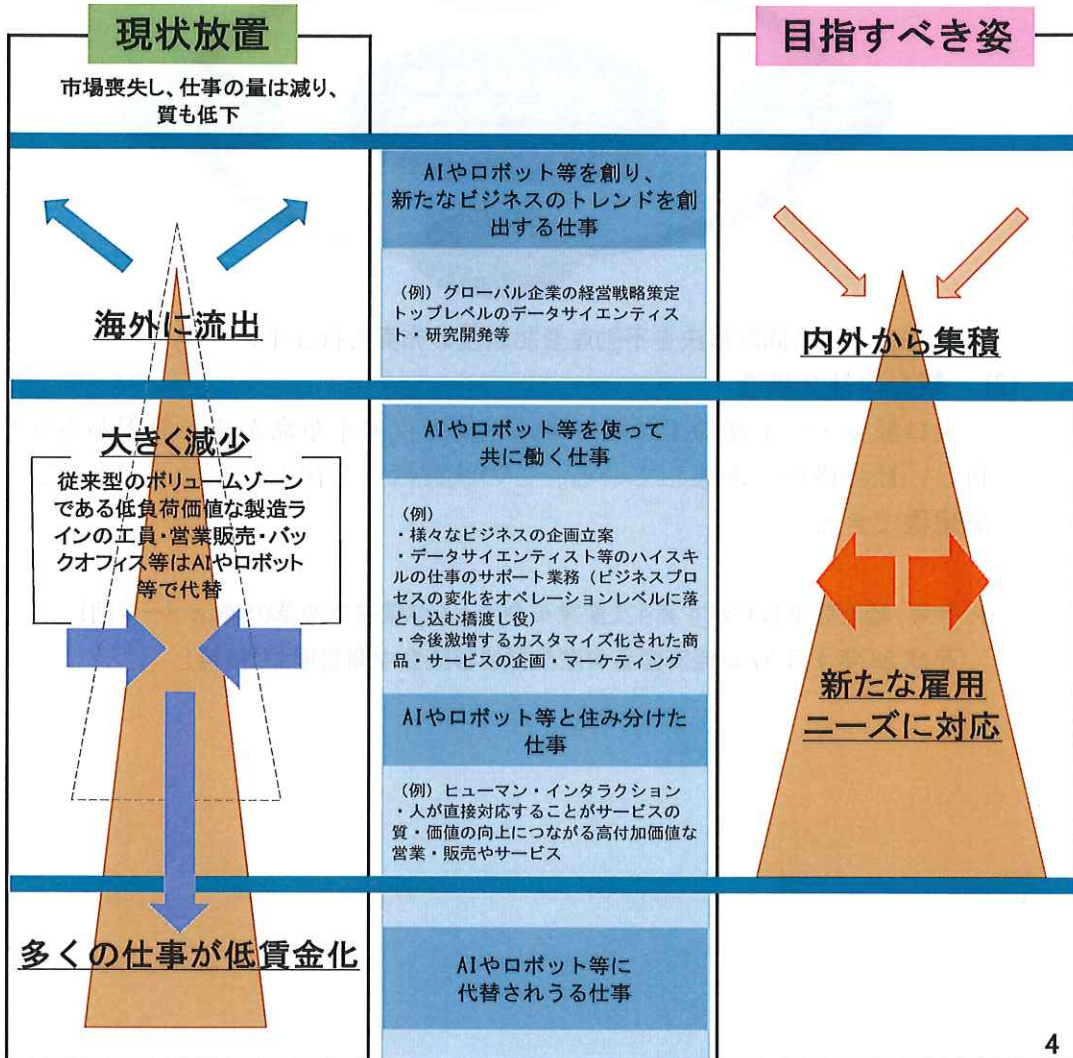 現状放置
市場喪失し、仕事の量は減り、
質も低下
海外に流出
大きく減少
従来型のボリュームゾーン
である低負荷価値な製造ラ
インの工員・営業販売・バッ
クオフィス等はAIやロボット
等で代替
多くの仕事が低賃金化
AIやロボット等を創り、
新たなビジネスのトレンドを創
出する仕事
（例）グローバル企業の経営戦略策定
トップレベルのデータサイエンティス
ト・研究開発等
AIやロボット等を使って
共に働く仕事
（例）
・様々なビジネスの企画立案
・データサイエンティスト等のハイスキ
ルの仕事のサポート業務（ビジネスプロ
セスの変化をオペレーションレベルに落
とし込む橋渡し役）
・今後激増するカスタマイズ化された商
品・サービスの企画・マーケティング
AIやロボット等と住み分けた
仕事
（例）ヒューマン・インタラクション
・人が直接対応することがサービスの
質・価値の向上につながる高付加価値な
営業・販売やサービス
AIやロボット等に
代替されうる仕事
目指すべき姿
内外から集積
新たな雇用
ニーズに対応
4